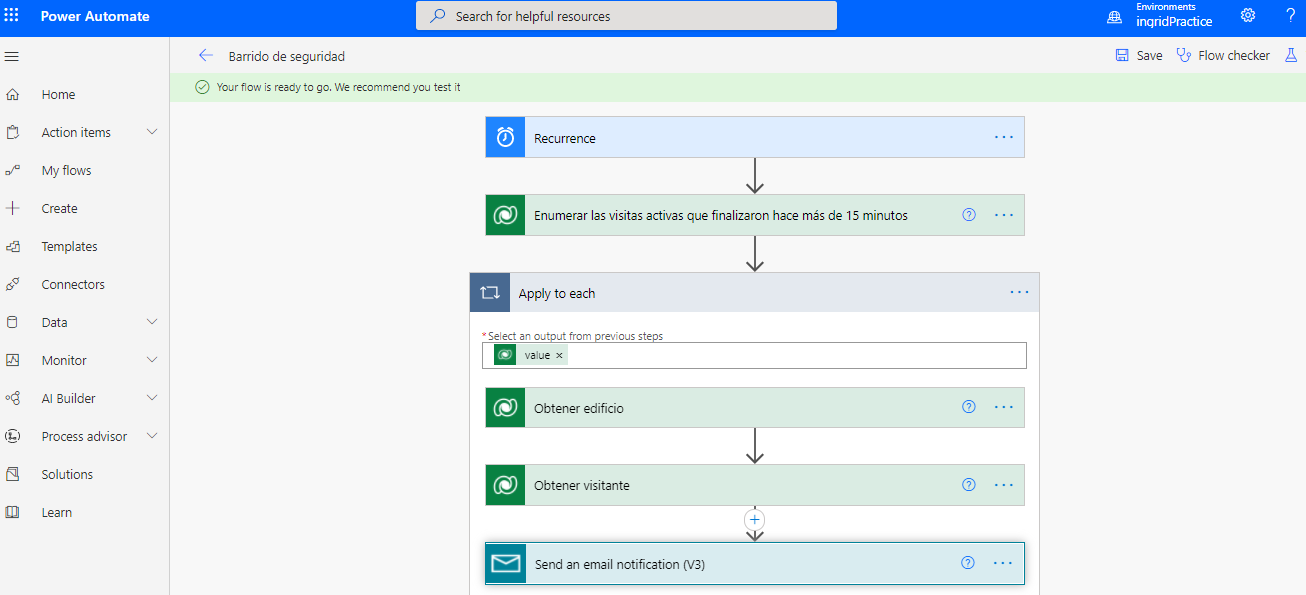 Power Automate
Search for helpful resources
Environments
ingridPractice
?
Barrido de seguridad
Save
Flow checker
Your flow is ready to go. We recommend you test it
Home
Action items
My flows
Create
Templates
Connectors
Data
Monitor
AI Builder
Process advisor
Solutions
Learn
Recurrence
Enumerar las visitas activas que finalizaron hace más de 15 minutos
Apply to each
*Select an output from previous steps
value ×
Obtener edificio
Obtener visitante
Send an email notification (V3)